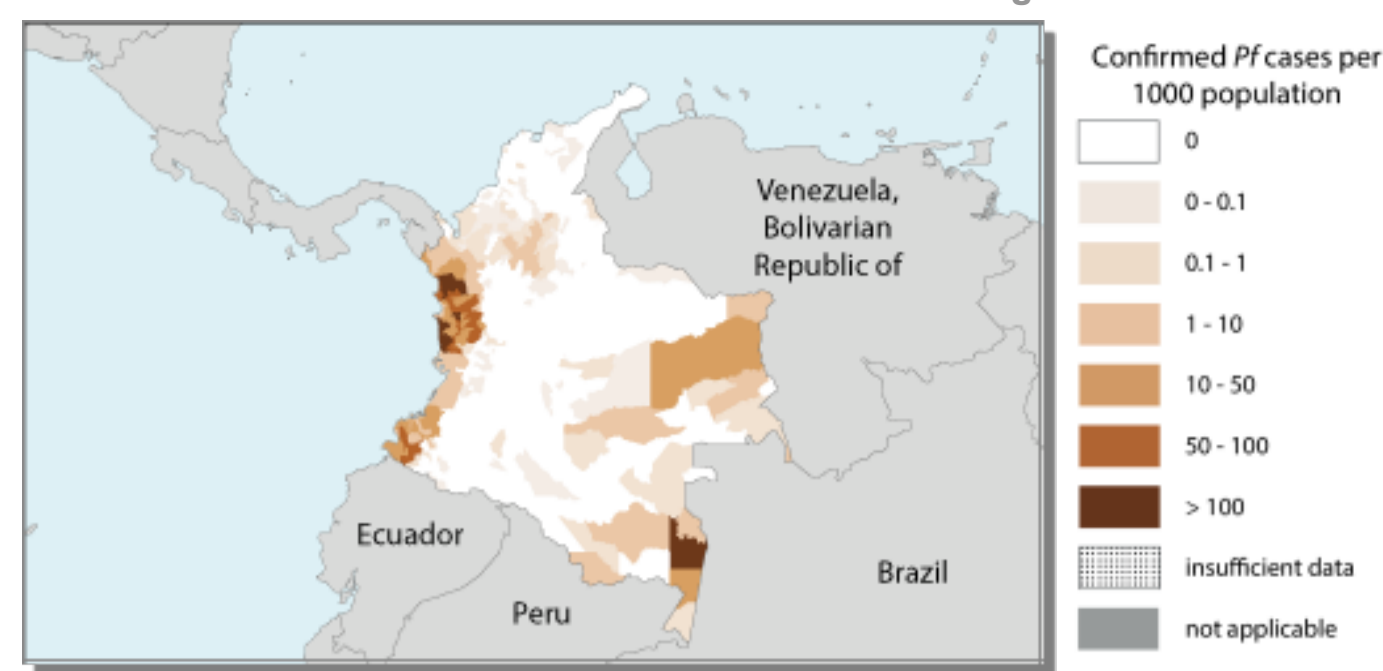 Confirmed Pf cases per
1000 population
0
0 - 0.1
0.1 - 1
1 - 10
10 - 50
50 - 100
> 100
insufficient data
not applicable
Venezuela,
Bolivarian
Republic of
Ecuador
Peru
Brazil